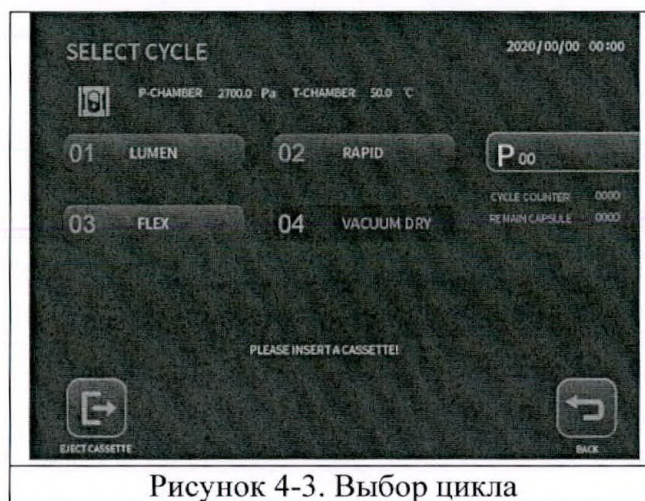 SELECT CYCLE
2020/00/00 00:00
P-CHAMBER 2700.0 Pa T-CHAMBER 50.0 ℃
01 LUMEN
02 RAPID
P 00
CYCLE COUNTER 0000
REMAIN CAPSULE 0000
03 FLEX
04 VACUUM DRY
PLEASE INSERT A CASSETTE!
EJECT CASSETTE
BACK
Рисунок 4-3. Выбор цикла